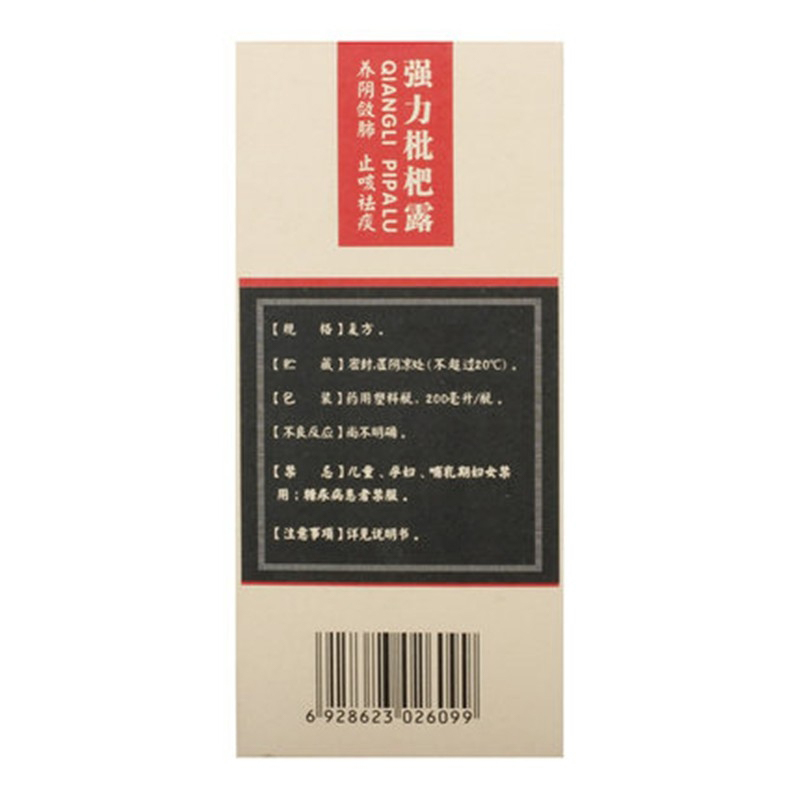 强力枇杷露
QIANGLI PIPALU
养阴敛肺 止咳祛痰
【规 格】复方。
【贮 藏】密封,置阴凉处(不超过20℃)。
【包 装】药用塑料瓶,200毫升/瓶。
【不良反应】尚不明确。
【禁 忌】儿童、孕妇、哺乳期妇女禁
用;糖尿病患者禁服。
【注意事项】详见说明书。
6 928623 026099